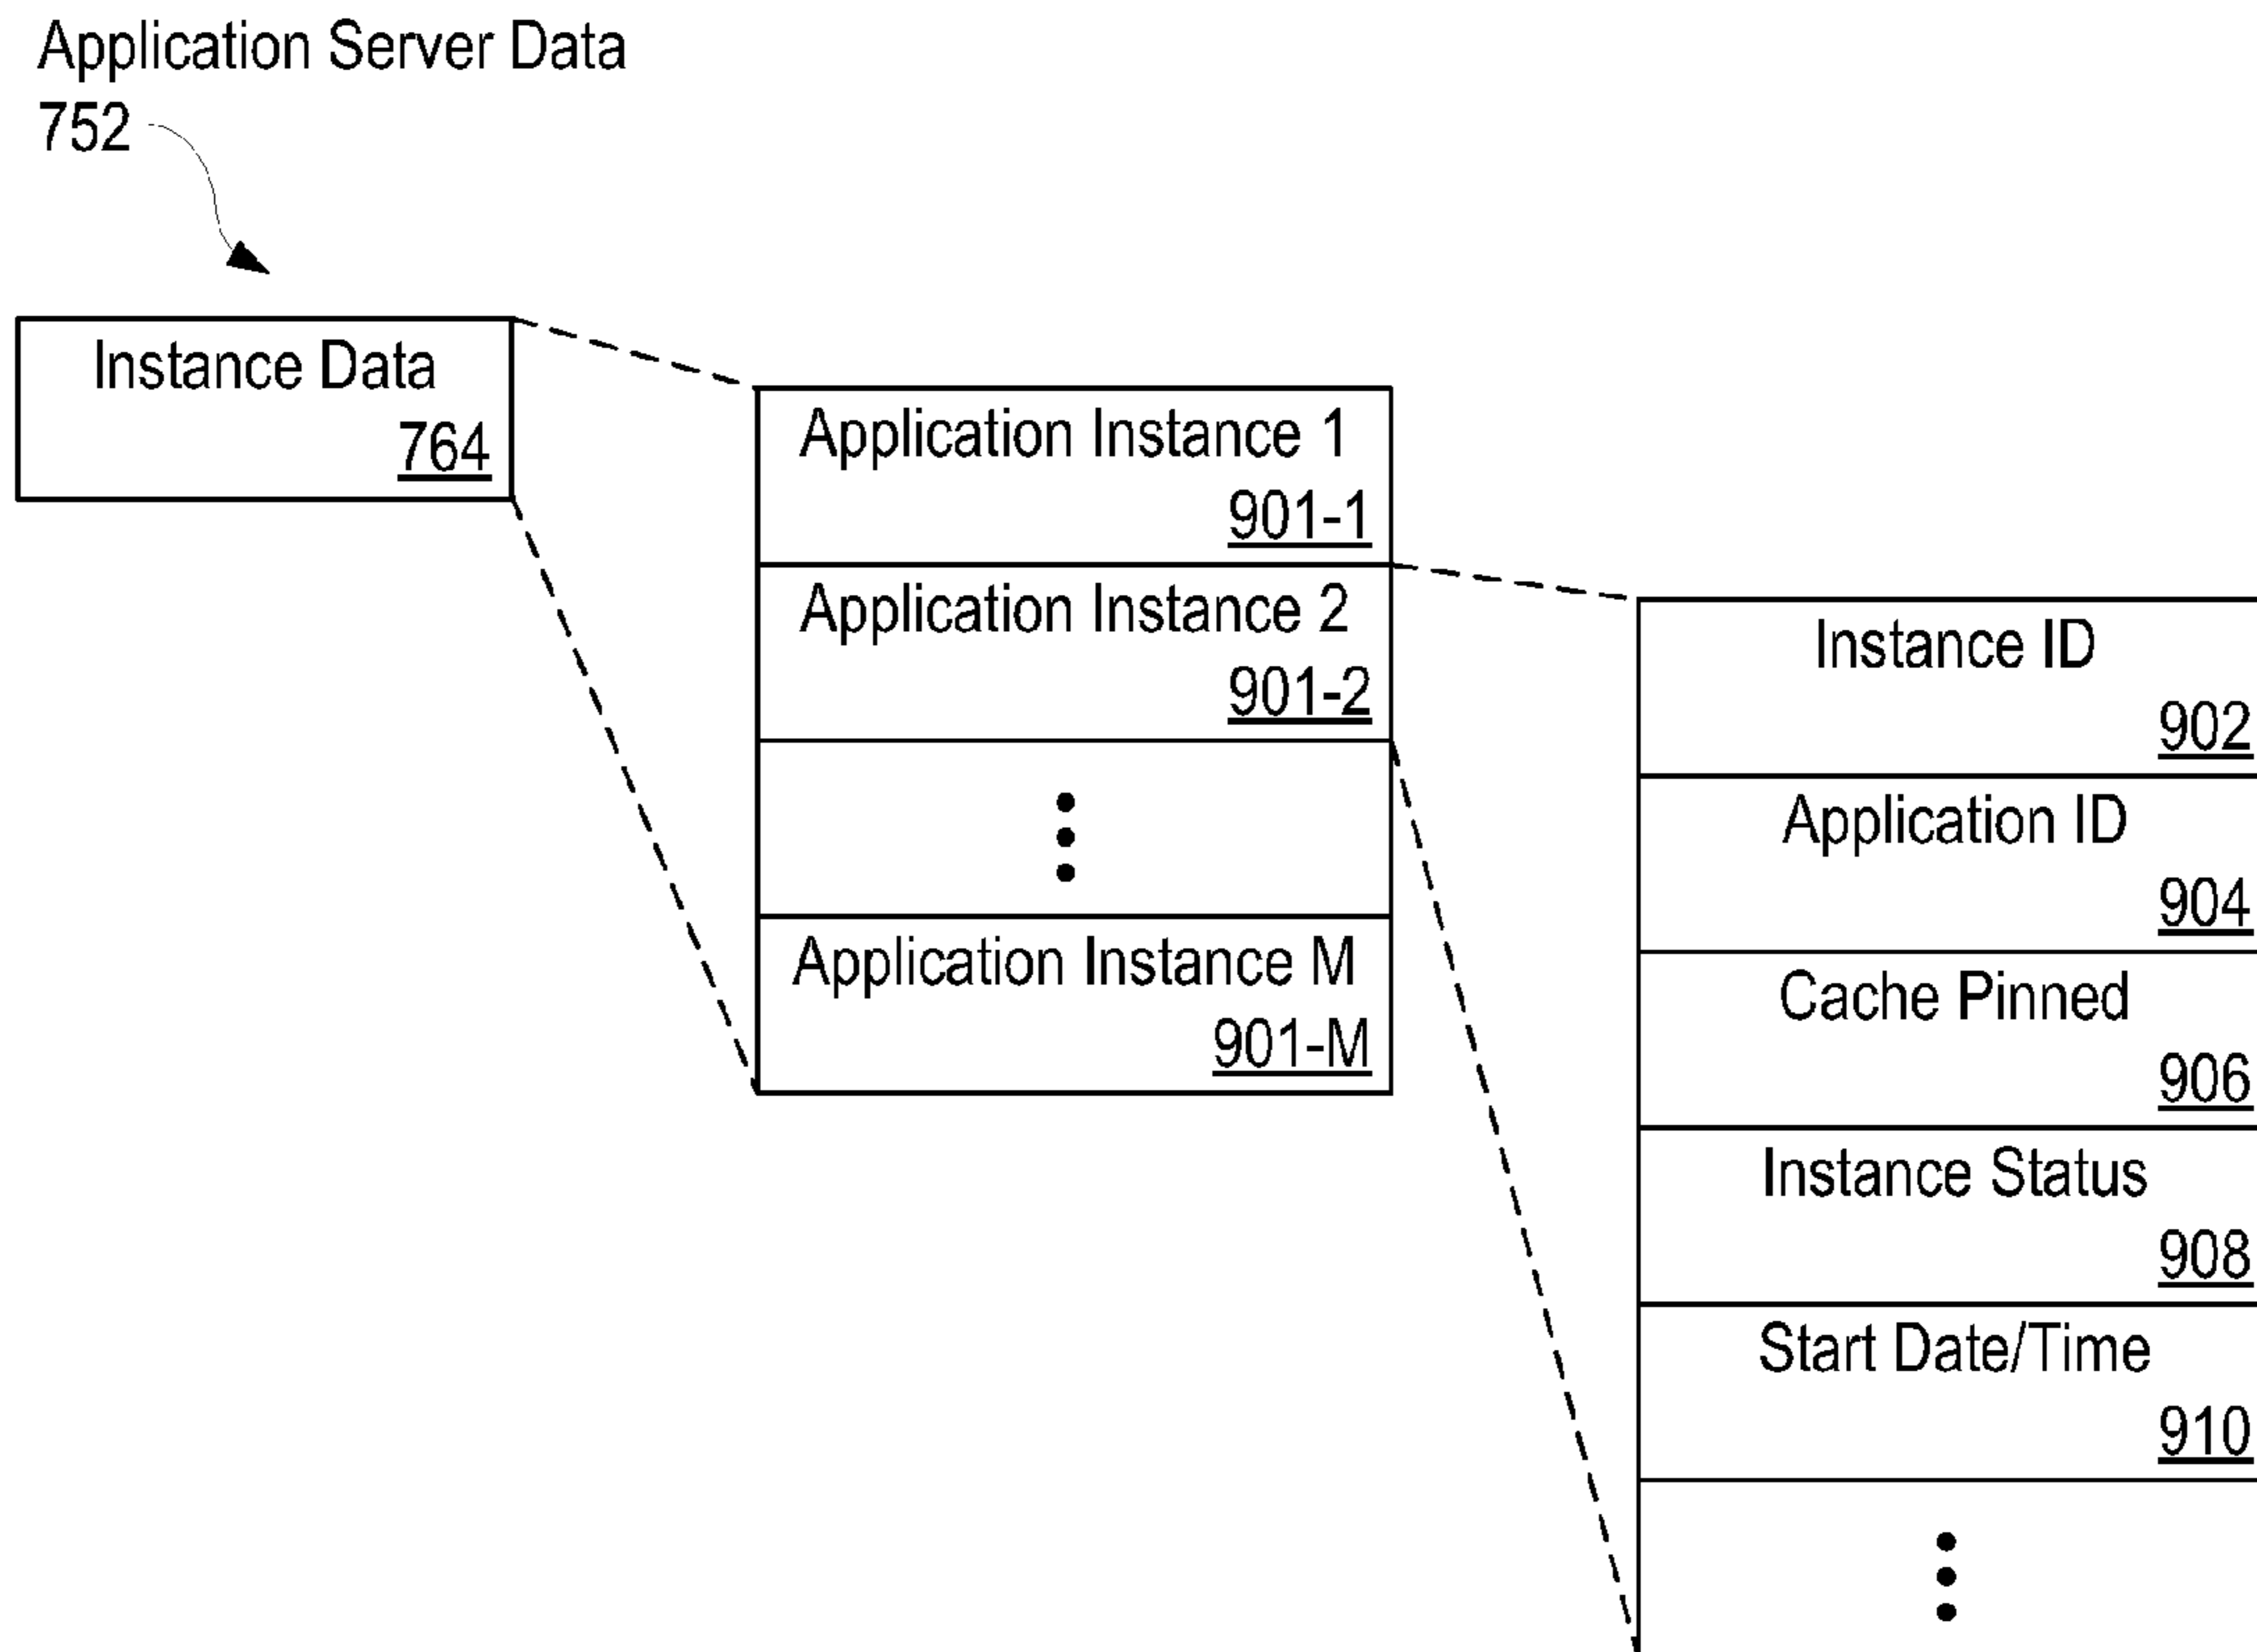 Application Server Data
752
Instance Data
764
Application Instance 1
901-1
Application Instance 2
901-2
Application Instance M
901-M
Instance ID
902
Application ID
904
Cache Pinned
906
Instance Status
908
Start Date/Time
910